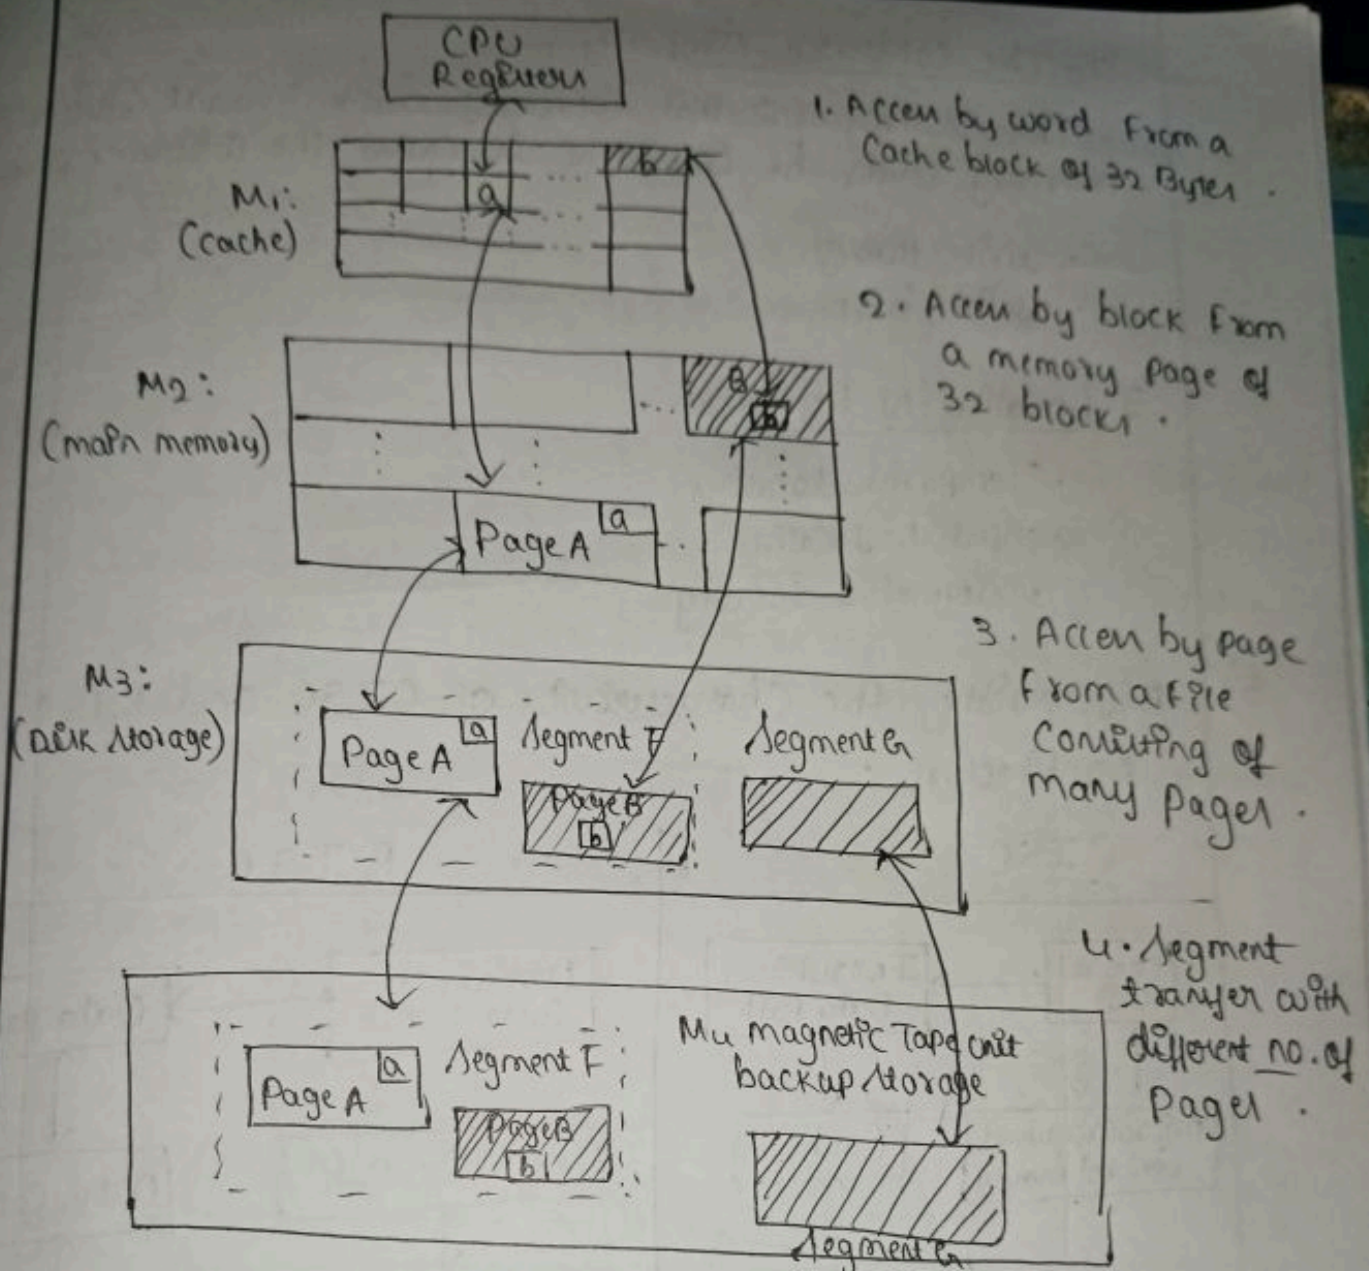 CPU
Registers
1. Access by word From a
Cache block of 32 Bytes .
b
a
M1:
(cache)
2. Access by block From
a memory page of
32 blocks .
M2:
(main memory)
B
b
a
Page A
3. Access by page
From a File
Consisting of
many Pages .
M3:
(Disk storage)
a
Page A
Segment F
Segment G
Page B
b
4. Segment
transfer with
different no. of
Pages .
M4 magnetic Tape unit
backup storage
a
Page A
Segment F
Page B
b
Segment G